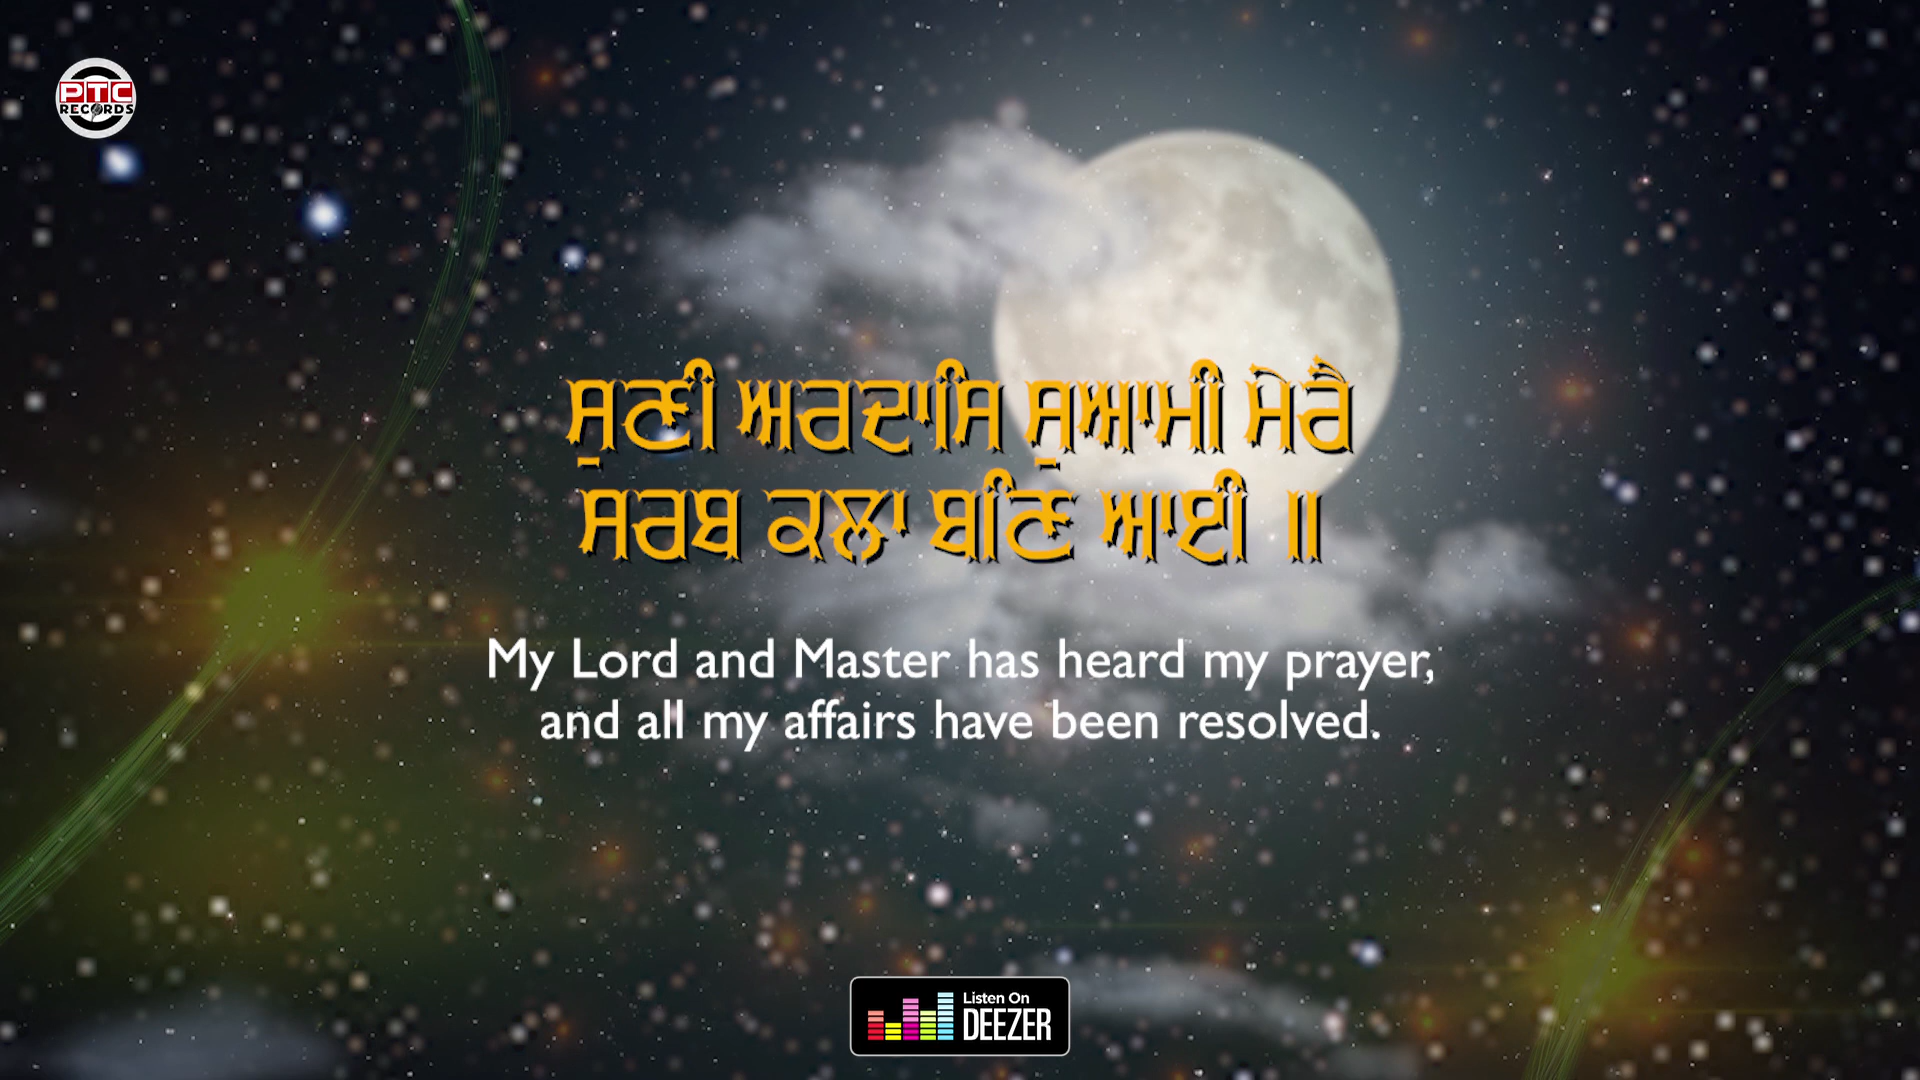 PTC
RECORDS
ਸੁਣੀ ਅਰਦਾਸਿ ਸੁਆਮੀ ਮੇਰੈ
ਸਰਬ ਕਲਾ ਬਣਿ ਆਈ ॥
My Lord and Master has heard my prayer,
and all my affairs have been resolved.
Listen On
DEEZER